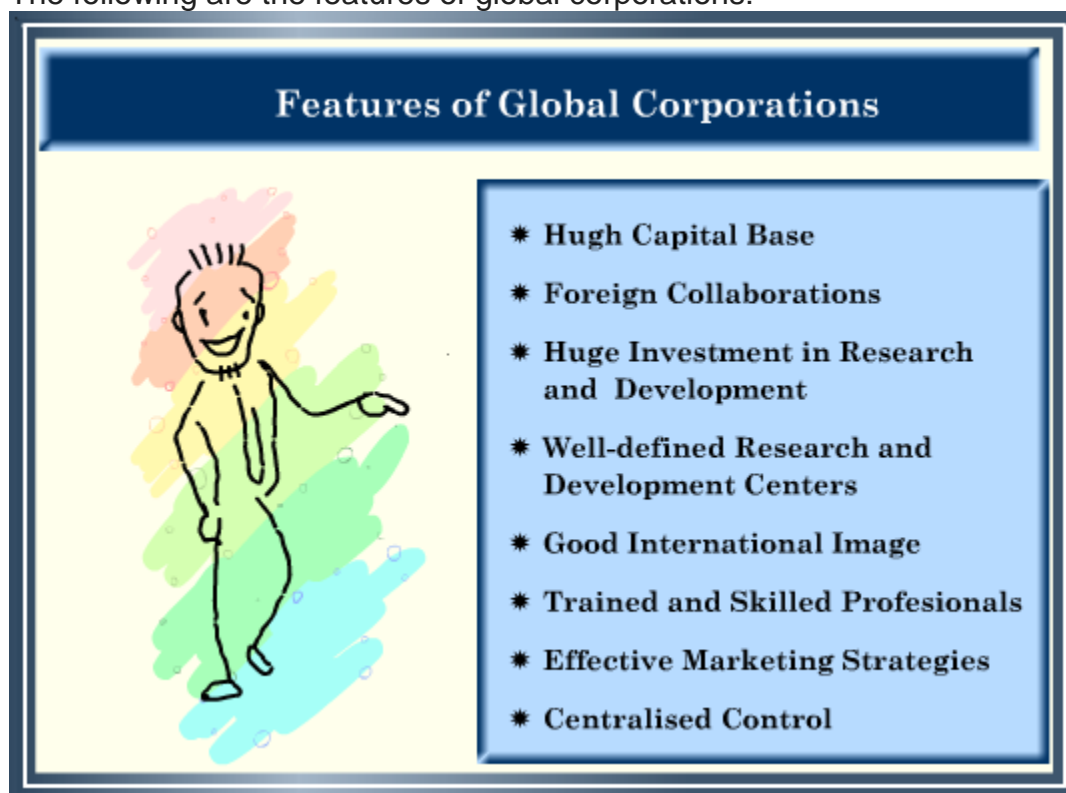 The following are the features of global corporations.
Features of Global Corporations
✷ Hugh Capital Base
✷ Foreign Collaborations
✷ Huge Investment in Research
and Development
✷ Well-defined Research and
Development Centers
✷ Good International Image
✷ Trained and Skilled Profesionals
✷ Effective Marketing Strategies
✷ Centralised Control